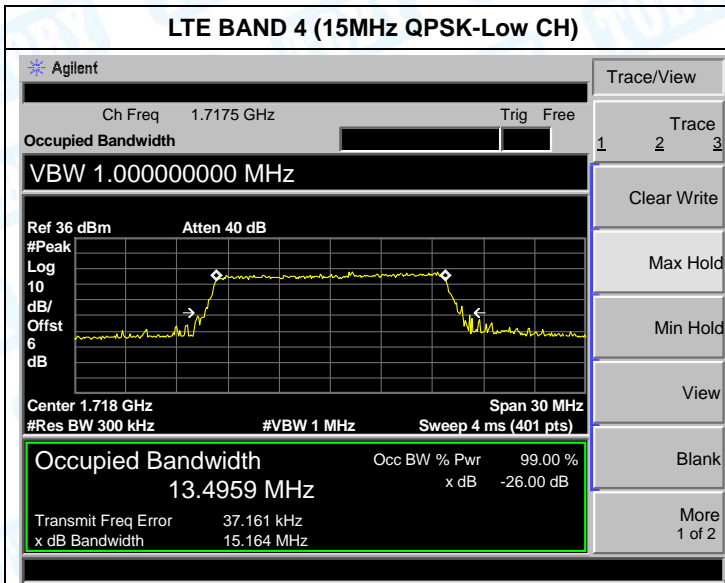 LTE BAND 4 (15MHz QPSK-Low CH)
Agilent
Trace/View
Ch Freq 1.7175 GHz Trig Free
Occupied Bandwidth
Trace
1 2 3
VBW 1.000000000 MHz
Clear Write
Ref 36 dBm Atten 40 dB
#Peak
Log
10
dB/
Offst
6
dB
Max Hold
Min Hold
View
Center 1.718 GHz Span 30 MHz
#Res BW 300 kHz #VBW 1 MHz Sweep 4 ms (401 pts)
Occupied Bandwidth Occ BW % Pwr 99.00 %
13.4959 MHz x dB -26.00 dB
Blank
Transmit Freq Error 37.161 kHz
x dB Bandwidth 15.164 MHz
More
1 of 2